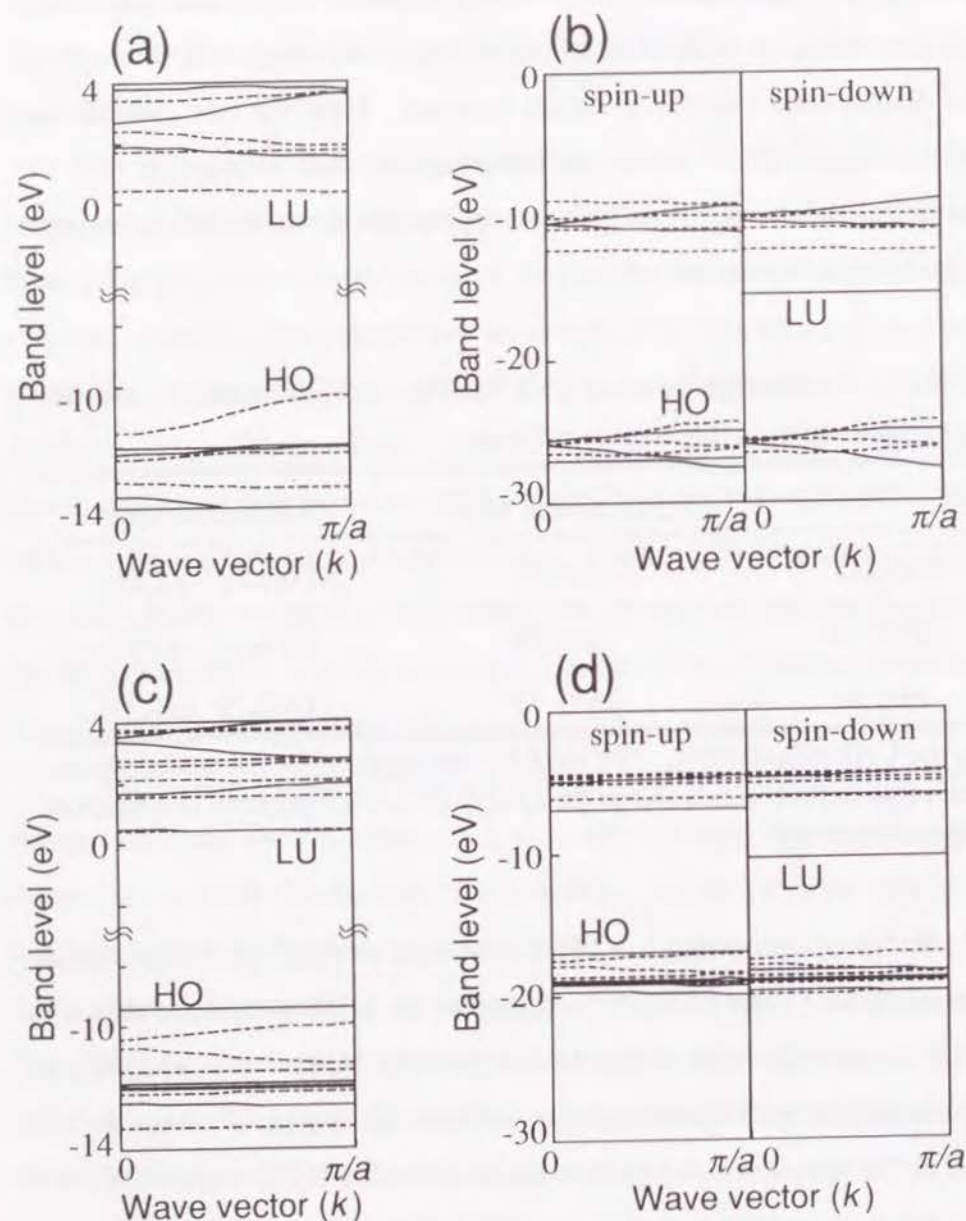 (a)
Band level (eV)
4
0
-10
-14
LU
HO
0
π/a
Wave vector (k)
(b)
Band level (eV)
0
10
-20
-30
spin-up
spin-down
LU
HO
0
π/a
0
π/a
Wave vector (k)
(c)
Band level (eV)
4
0
-10
-14
LU
HO
0
π/a
Wave vector (k)
(d)
Band level (eV)
0
-10
-20
-30
spin-up
spin-down
LU
HO
0
π/a
0
π/a
Wave vector (k)